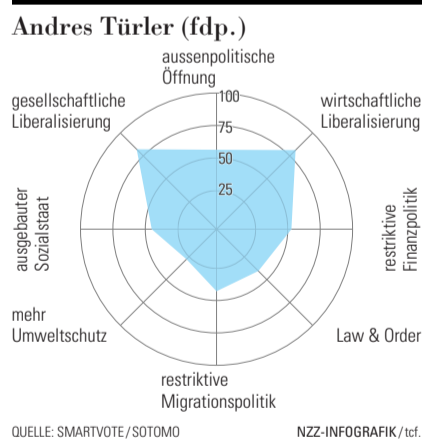 Andres Türler (fdp.)
aussenpolitische
Öffnung
gesellschaftliche
Liberalisierung
wirtschaftliche
Liberalisierung
100
75
50
25
ausgebauter
Sozialstaat
restriktive
Finanzpolitik
mehr
Umweltschutz
Law & Order
restriktive
Migrationspolitik
QUELLE: SMARTVOTE / SOTOMO
NZZ-INFOGRAFIK / tcf.